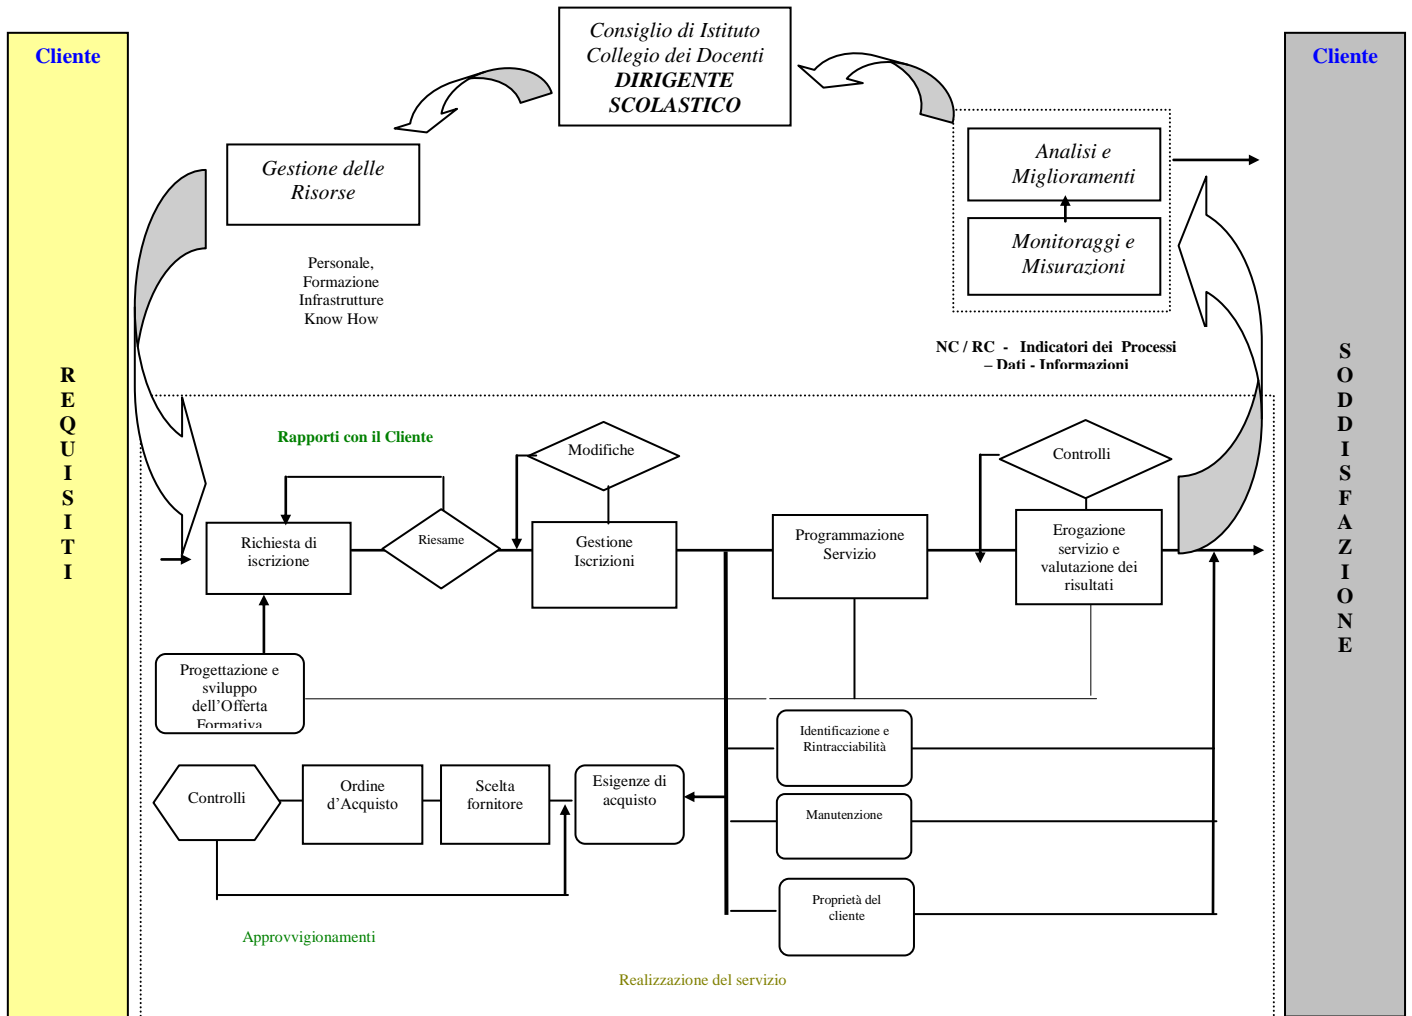 Cliente
R
E
Q
U
I
S
I
T
I
Consiglio di Istituto
Collegio dei Docenti
DIRIGENTE
SCOLASTICO
Gestione delle
Risorse
Personale,
Formazione
Infrastrutture
Know How
Analisi e
Miglioramenti
Monitoraggi e
Misurazioni
NC / RC - Indicatori dei Processi
– Dati - Informazioni
Cliente
S
O
D
D
I
S
F
A
Z
I
O
N
E
Rapporti con il Cliente
Modifiche
Controlli
Richiesta di
iscrizione
Riesame
Gestione
Iscrizioni
Programmazione
Servizio
Erogazione
servizio e
valutazione dei
risultati
Progettazione e
sviluppo
dell’Offerta
Formativa
Identificazione e
Rintracciabilità
Controlli
Ordine
d’Acquisto
Scelta
fornitore
Esigenze di
acquisto
Manutenzione
Proprietà del
cliente
Approvvigionamenti
Realizzazione del servizio